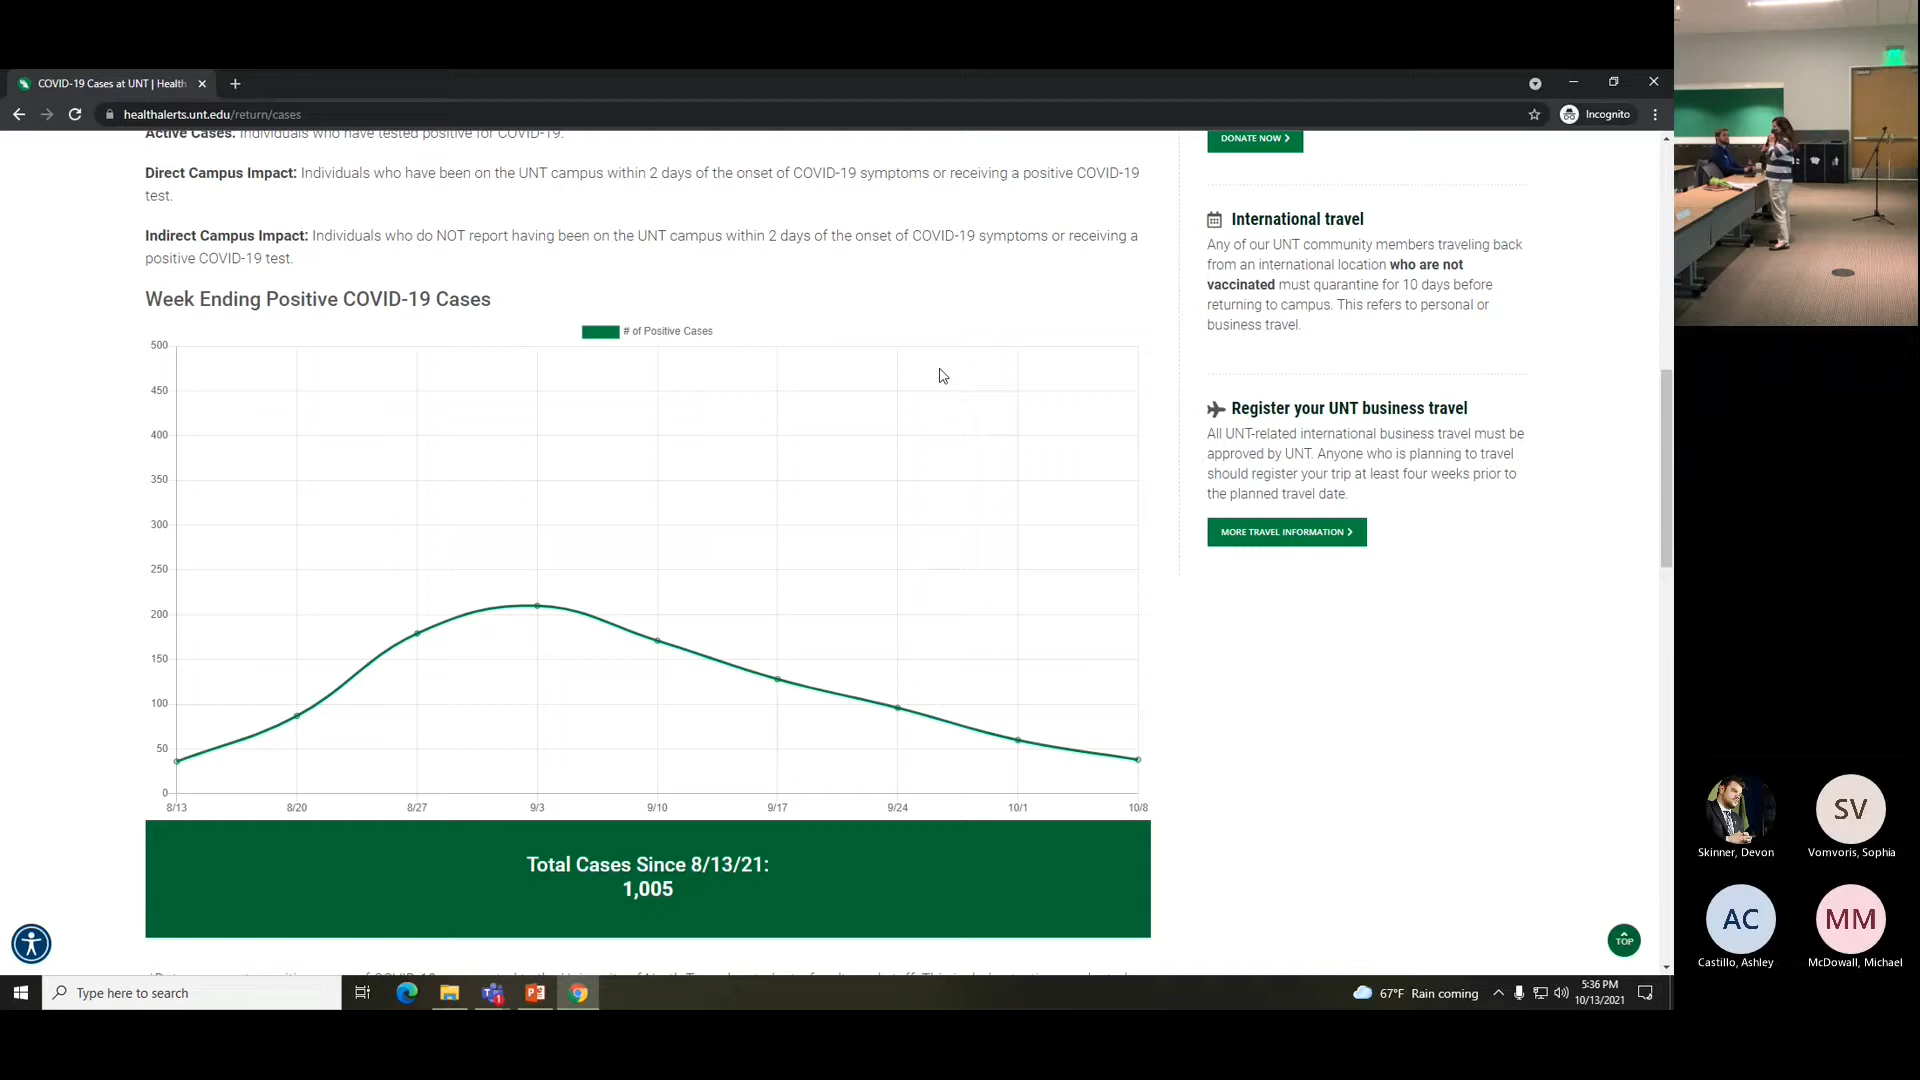 COVID-19 Cases at UNT | Health
healthalerts.unt.edu/return/cases
Incognito
Active Cases: Individuals who have tested positive for COVID-19.
Direct Campus Impact: Individuals who have been on the UNT campus within 2 days of the onset of COVID-19 symptoms or receiving a positive COVID-19
test.
Indirect Campus Impact: Individuals who do NOT report having been on the UNT campus within 2 days of the onset of COVID-19 symptoms or receiving a
positive COVID-19 test.
Week Ending Positive COVID-19 Cases
# of Positive Cases
500
450
400
350
300
250
200
150
100
50
0
8/13 8/20 8/27 9/3 9/10 9/17 9/24 10/1 10/8
Total Cases Since 8/13/21:
1,005
DONATE NOW
International travel
Any of our UNT community members traveling back
from an international location who are not
vaccinated must quarantine for 10 days before
returning to campus. This refers to personal or
business travel.
Register your UNT business travel
All UNT-related international business travel must be
approved by UNT. Anyone who is planning to travel
should register your trip at least four weeks prior to
the planned travel date.
MORE TRAVEL INFORMATION
TOP
Type here to search
1
67°F Rain coming
5:36 PM
10/13/2021
SV
Skinner, Devon
Vomvoris, Sophia
AC
MM
Castillo, Ashley
McDowall, Michael